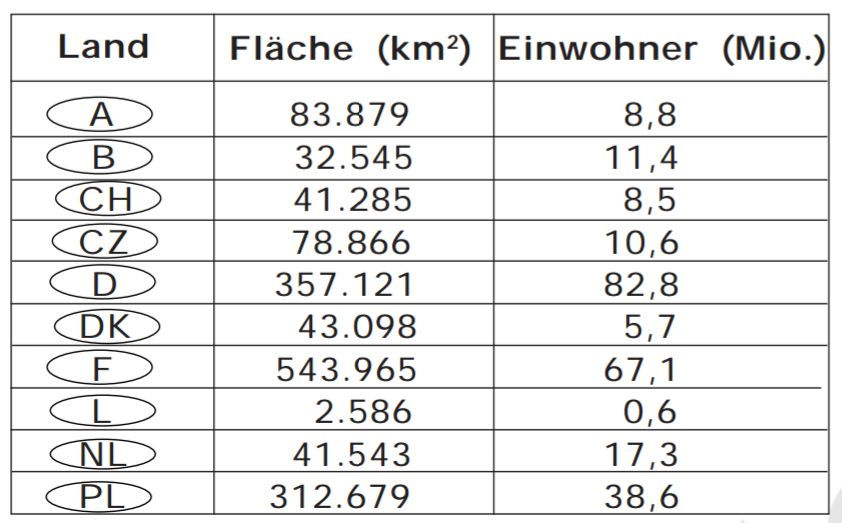 Land Fläche (km²) Einwohner (Mio.)
A 83.879 8,8
B 32.545 11,4
CH 41.285 8,5
CZ 78.866 10,6
D 357.121 82,8
DK 43.098 5,7
F 543.965 67,1
L 2.586 0,6
NL 41.543 17,3
PL 312.679 38,6